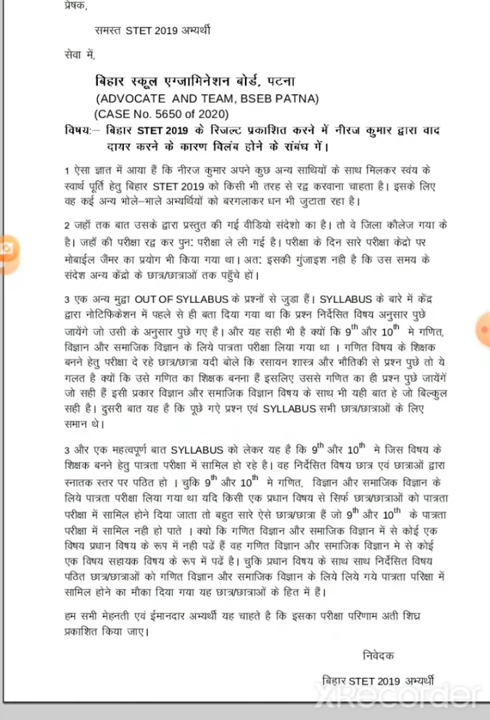 प्रेषक,
समस्त STET 2019 अभ्यर्थी
सेवा में,
बिहार स्कूल एग्जामिनेशन बोर्ड, पटना
(ADVOCATE AND TEAM, BSEB PATNA)
(CASE No. 5650 of 2020)
विषय:– बिहार STET 2019 के रिजल्ट प्रकाशित करने में नीरज कुमार द्वारा वाद
दायर करने के कारण विलंब होने के संबंध में।
1 ऐसा ज्ञात में आया हैं कि नीरज कुमार अपने कुछ अन्य साथियों के साथ मिलकर स्वंय के
स्वार्थ पूर्ति हेतु बिहार STET 2019 को किसी भी तरह से रद्व करवाना चाहता है। इसके लिए
वह कई अन्य भोले-भाले अभ्यर्थियों को बरगलाकर धन भी जुटाता रहा है।
2 जहाँ तक बात उसके द्वारा प्रस्तुत की गई वीडियो संदेशो का है। तो वे जिला कौलेज गया के
है। जहाँ की परीक्षा रद्व कर पुन: परीक्षा ले ली गई है। परीक्षा के दिन सारे परीक्षा केंद्रो पर
मोबाईल जैमर का प्रयोग भी किया गया था। अत: इसकी गुंजाइश नही है कि उस समय के
संदेश अन्य केंद्रो के छात्र/छात्राओं तक पहुँचे हों।
3 एक अन्य मुद्वा OUT OF SYLLABUS के प्रश्नों से जुडा हैं। SYLLABUS के बारे में केंद्र
द्वारा नोटिफिकेशन में पहले से ही बता दिया गया था कि प्रश्न निर्देसित विषय अनुसार पुछे
जायेंगे जो उसी के अनुसार पुछे गए है। और यह सही भी है क्यों कि 9th और 10th मे गणित,
विज्ञान और समाजिक विज्ञान के लिये पात्रता परीक्षा लिया गया था । गणित विषय के शिक्षक
बनने हेतु परीक्षा दे रहे छात्र/छात्रा यदी बोले कि रसायन शास्त्र और भौतिकी से प्रश्न पुछे तो ये
गलत है क्यों कि उसे गणित का शिक्षक बनना हैं इसलिए उससे गणित का ही प्रश्न पुछे जायेंगें
जो सही हैं इसी प्रकार विज्ञान और समाजिक विज्ञान विषय के साथ भी यही बात हे जो बिल्कुल
सही है। दुसरी बात यह है कि पूछे गऐ प्रश्न एवं SYLLABUS सभी छात्र/छात्राओं के लिए
समान थे।
3 और एक महत्वपूर्ण बात SYLLABUS को लेकर यह है कि 9th और 10th मे जिस विषय के
शिक्षक बनने हेतु पात्रता परीक्षा में सामिल हो रहे है। वह निर्देसित विषय छात्र एवं छात्राओं द्वारा
स्नातक स्तर पर पठित हो । चुकि 9th और 10th मे गणित, विज्ञान और समाजिक विज्ञान के
लिये पात्रता परीक्षा लिया गया था यदि किसी एक प्रधान विषय से सिर्फ छात्र/छात्राओं को पात्रता
परीक्षा में सामिल होने दिया जाता तो बहुत सारे ऐसे छात्र/छात्रा हैं जो 9th और 10th के पात्रता
परीक्षा में सामिल नही हो पाते । क्यो कि गणित विज्ञान और समाजिक विज्ञान में से कोई एक
विषय प्रधान विषय के रूप में नही पढें हैं वह गणित विज्ञान और समाजिक विज्ञान मे से कोई
एक विषय सहायक विषय के रूप में पढें है। चुकि प्रधान विषय के साथ साथ निर्देसित विषय
पठित छात्र/छात्राओं को गणित विज्ञान और समाजिक विज्ञान के लिये लिये गये पात्रता परिक्षा में
सामिल होने का मौका दिया गया यह छात्र/छात्राओं के हित में हैं।
हम सभी मेहनती एवं ईमानदार अभ्यर्थी यह चाहते है कि इसका परीक्षा परिणाम अती शिघ्र
प्रकाशित किया जाए।
निवेदक
बिहार STET 2019 अभ्यर्थी
XRecorder